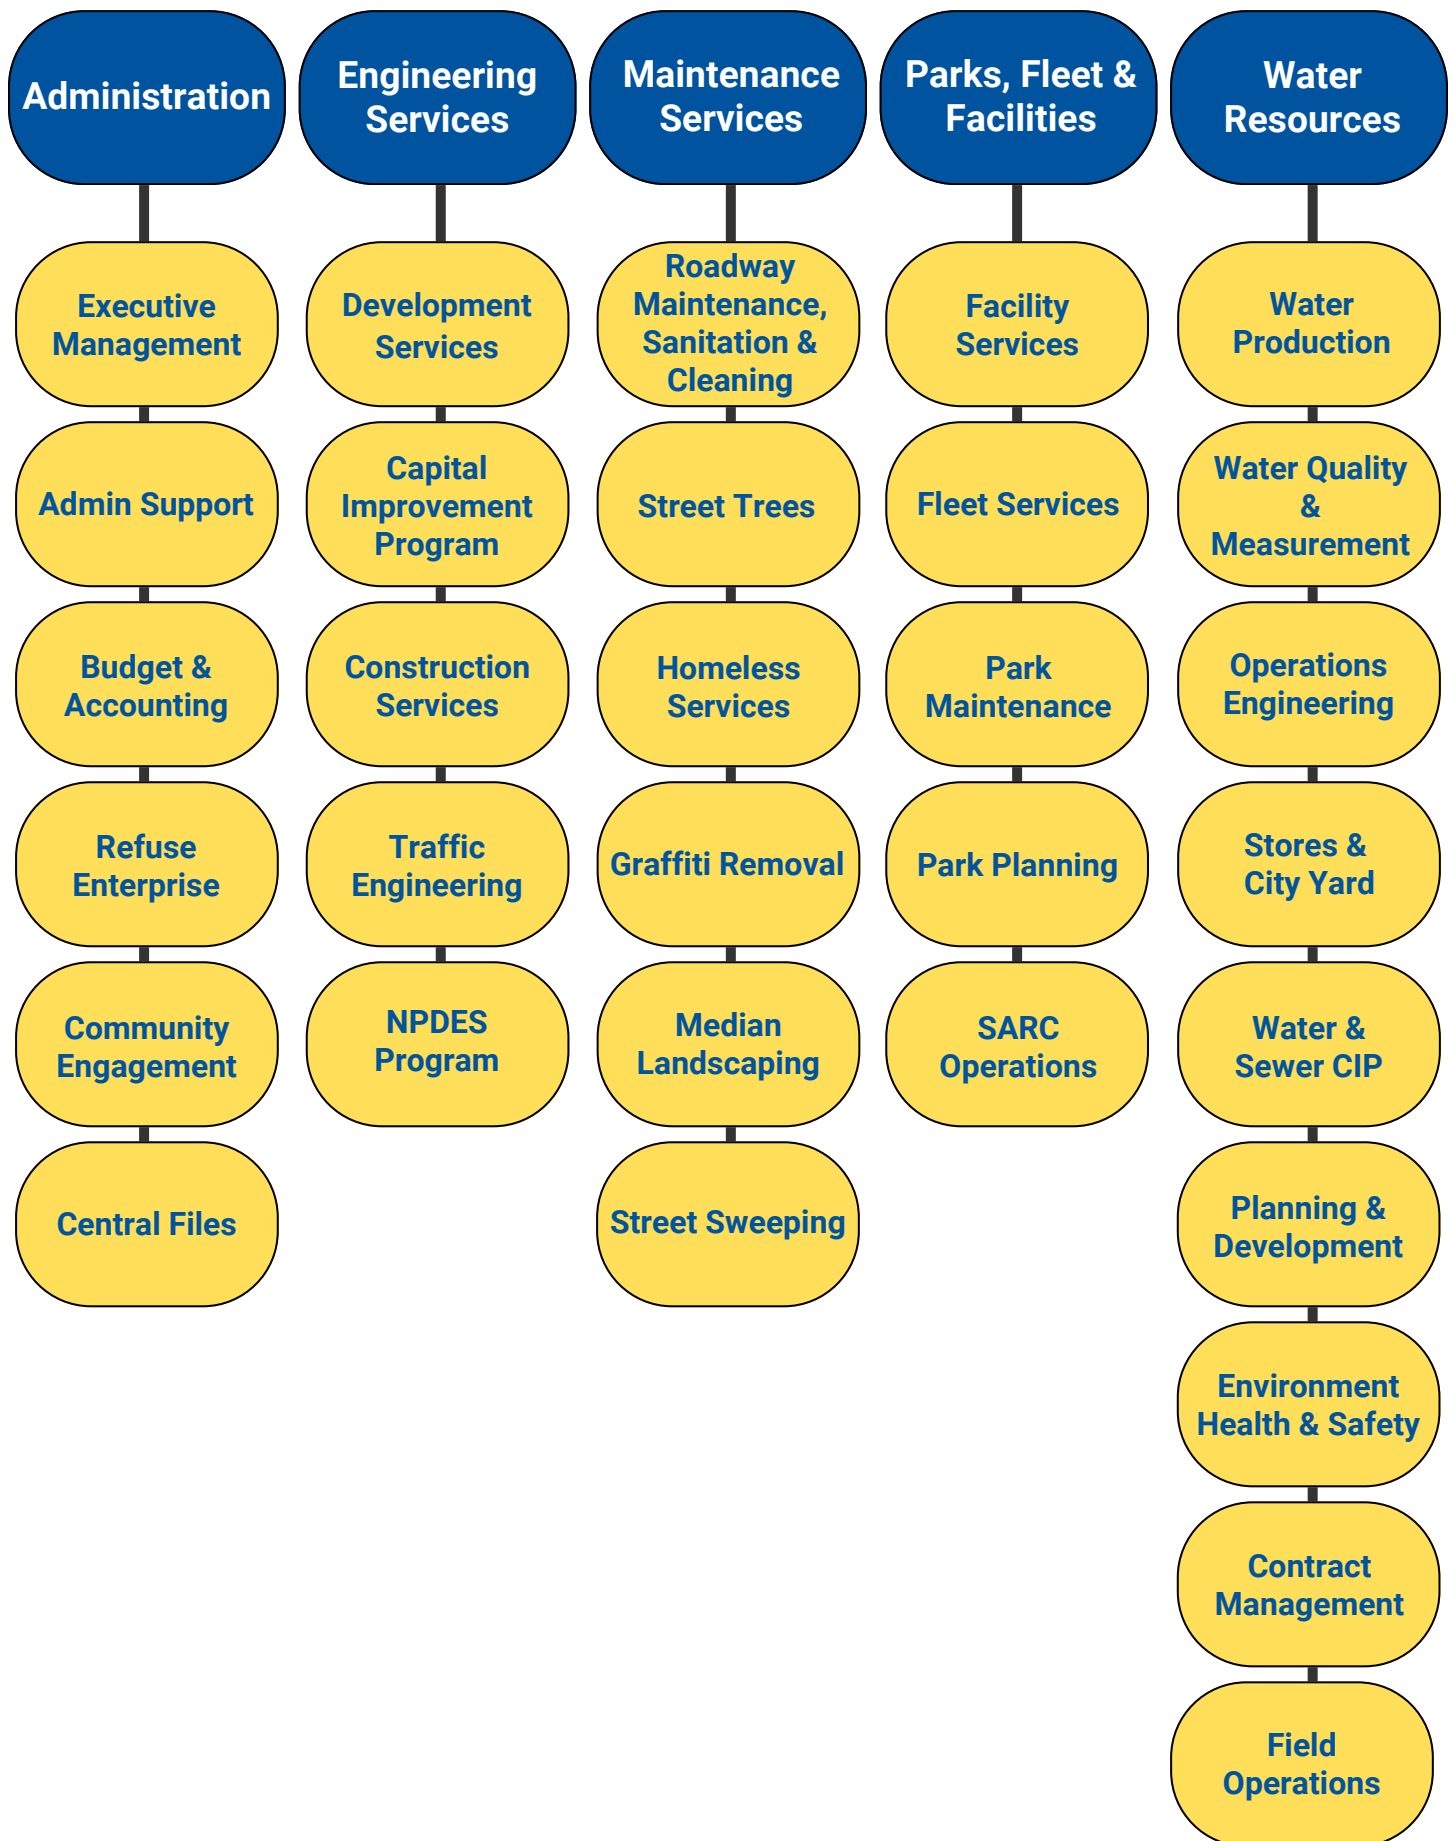 Administration
Executive
Management
Admin Support
Budget &
Accounting
Refuse
Enterprise
Community
Engagement
Central Files
Engineering
Services
Development
Services
Capital
Improvement
Program
Construction
Services
Traffic
Engineering
NPDES
Program
Maintenance
Services
Roadway
Maintenance,
Sanitation &
Cleaning
Street Trees
Homeless
Services
Graffiti Removal
Median
Landscaping
Street Sweeping
Parks, Fleet &
Facilities
Facility
Services
Fleet Services
Park
Maintenance
Park Planning
SARC
Operations
Water
Resources
Water
Production
Water Quality
&
Measurement
Operations
Engineering
Stores &
City Yard
Water &
Sewer CIP
Planning &
Development
Environment
Health & Safety
Contract
Management
Field
Operations